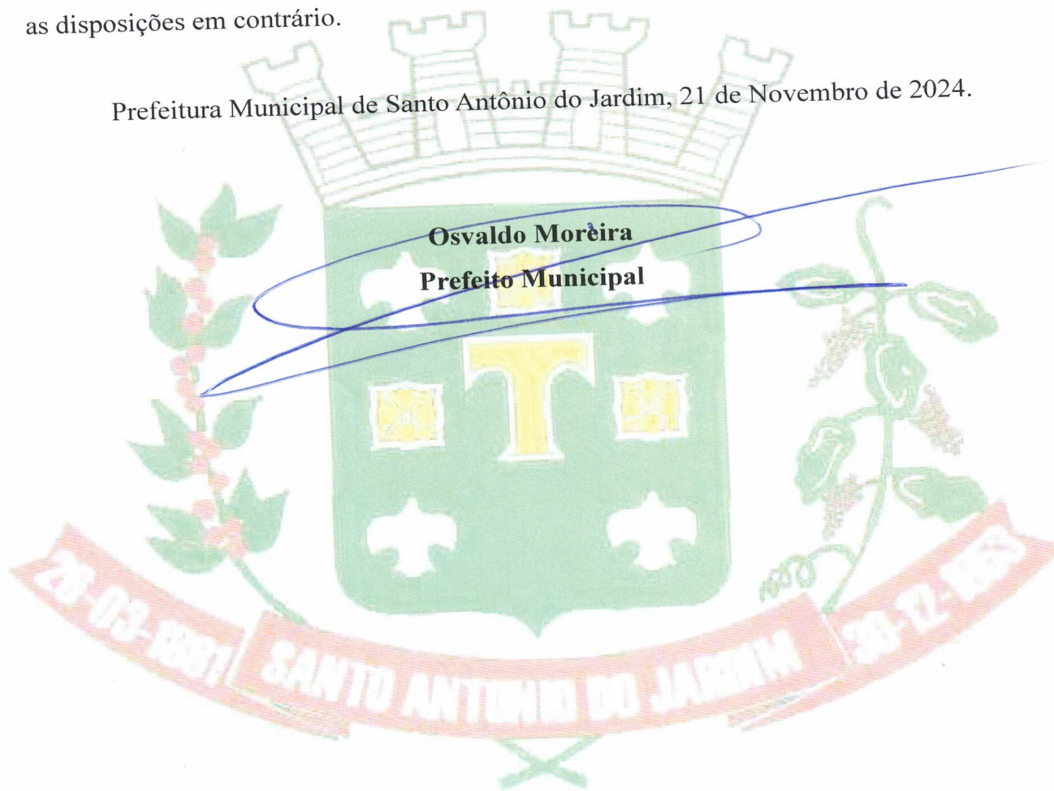 as disposições em contrário.
Prefeitura Municipal de Santo Antônio do Jardim, 21 de Novembro de 2024.
Osvaldo Moreira
Prefeito Municipal
28-03-1881
SANTO ANTONIO DO JARDIM
30-12-1953